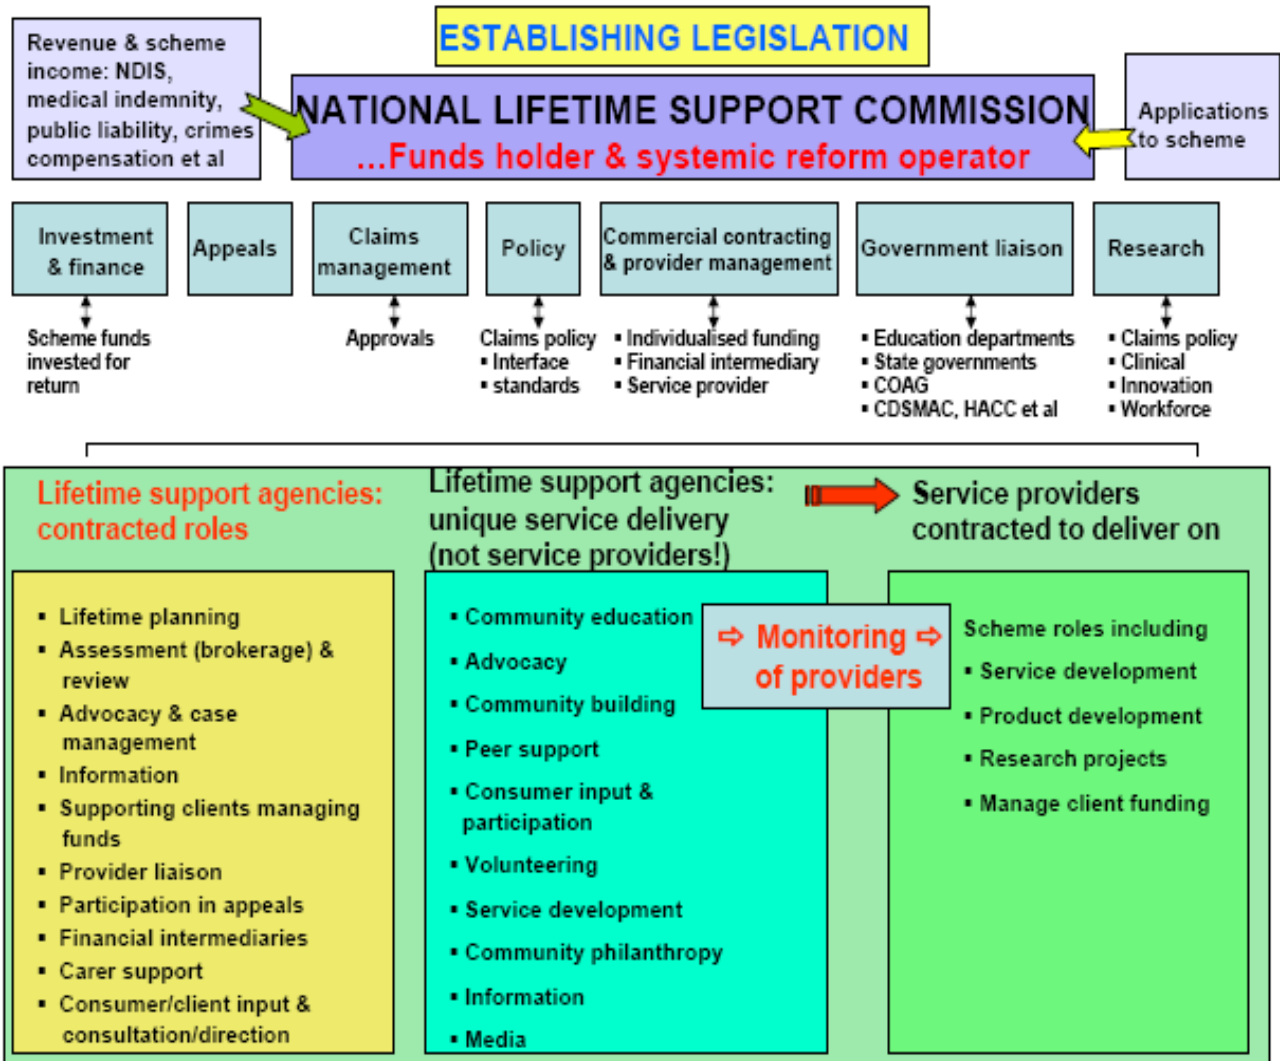 ESTABLISHING LEGISLATION
Revenue & scheme
income: NDIS,
medical indemnity,
public liability, crimes
compensation et al
NATIONAL LIFETIME SUPPORT COMMISSION
...Funds holder & systemic reform operator
Applications
to scheme
Investment
& finance
Appeals
Claims
management
Policy
Commercial contracting
& provider management
Government liaison
Research
Scheme funds
invested for
return
Approvals
Claims policy
▪ Interface
▪ standards
▪ Individualised funding
▪ Financial intermediary
▪ Service provider
▪ Education departments
▪ State governments
▪ COAG
▪ CDSMAC, HACC et al
▪ Claims policy
▪ Clinical
▪ Innovation
▪ Workforce
Lifetime support agencies:
contracted roles
▪ Lifetime planning
▪ Assessment (brokerage) &
review
▪ Advocacy & case
management
▪ Information
▪ Supporting clients managing
funds
▪ Provider liaison
▪ Participation in appeals
▪ Financial intermediaries
▪ Carer support
▪ Consumer/client input &
consultation/direction
Lifetime support agencies:
unique service delivery
(not service providers!)
▪ Community education
▪ Advocacy
▪ Community building
▪ Peer support
▪ Consumer input &
participation
▪ Volunteering
▪ Service development
▪ Community philanthropy
▪ Information
▪ Media
⇨ Monitoring ⇨
of providers
Service providers
contracted to deliver on
Scheme roles including
▪ Service development
▪ Product development
▪ Research projects
▪ Manage client funding